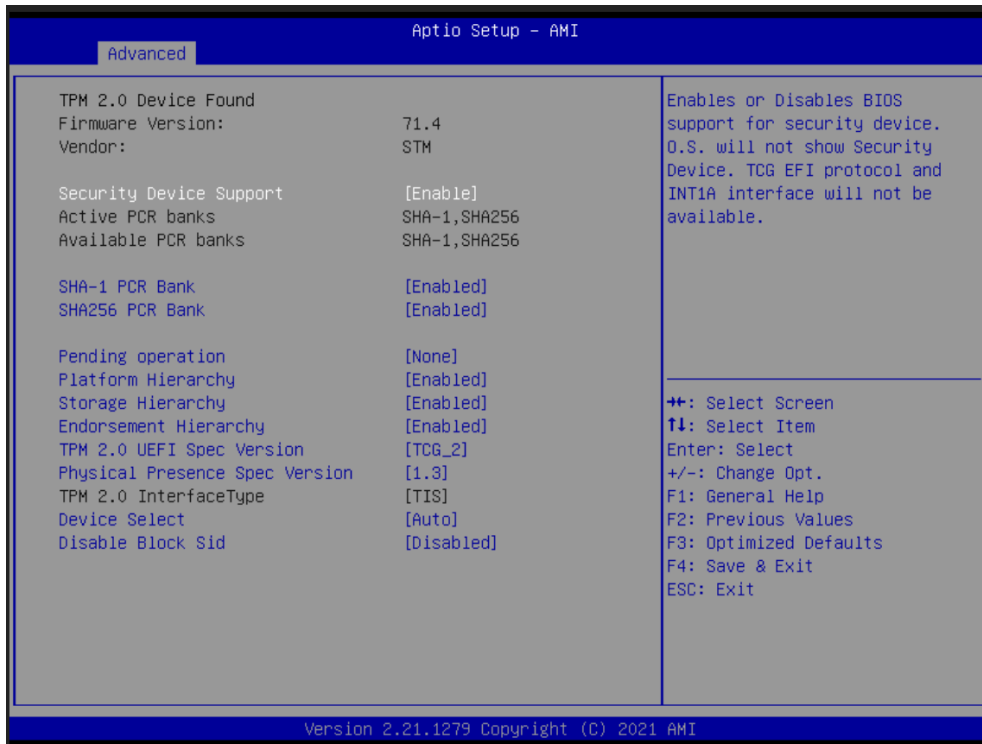 Aptio Setup – AMI
Advanced
TPM 2.0 Device Found
Firmware Version: 71.4
Vendor: STM
Security Device Support [Enable]
Active PCR banks SHA-1,SHA256
Available PCR banks SHA-1,SHA256
SHA-1 PCR Bank [Enabled]
SHA256 PCR Bank [Enabled]
Pending operation [None]
Platform Hierarchy [Enabled]
Storage Hierarchy [Enabled]
Endorsement Hierarchy [Enabled]
TPM 2.0 UEFI Spec Version [TCG_2]
Physical Presence Spec Version [1.3]
TPM 2.0 InterfaceType [TIS]
Device Select [Auto]
Disable Block Sid [Disabled]
Enables or Disables BIOS
support for security device.
O.S. will not show Security
Device. TCG EFI protocol and
INT1A interface will not be
available.
→←: Select Screen
↑↓: Select Item
Enter: Select
+/-: Change Opt.
F1: General Help
F2: Previous Values
F3: Optimized Defaults
F4: Save & Exit
ESC: Exit
Version 2.21.1279 Copyright (C) 2021 AMI